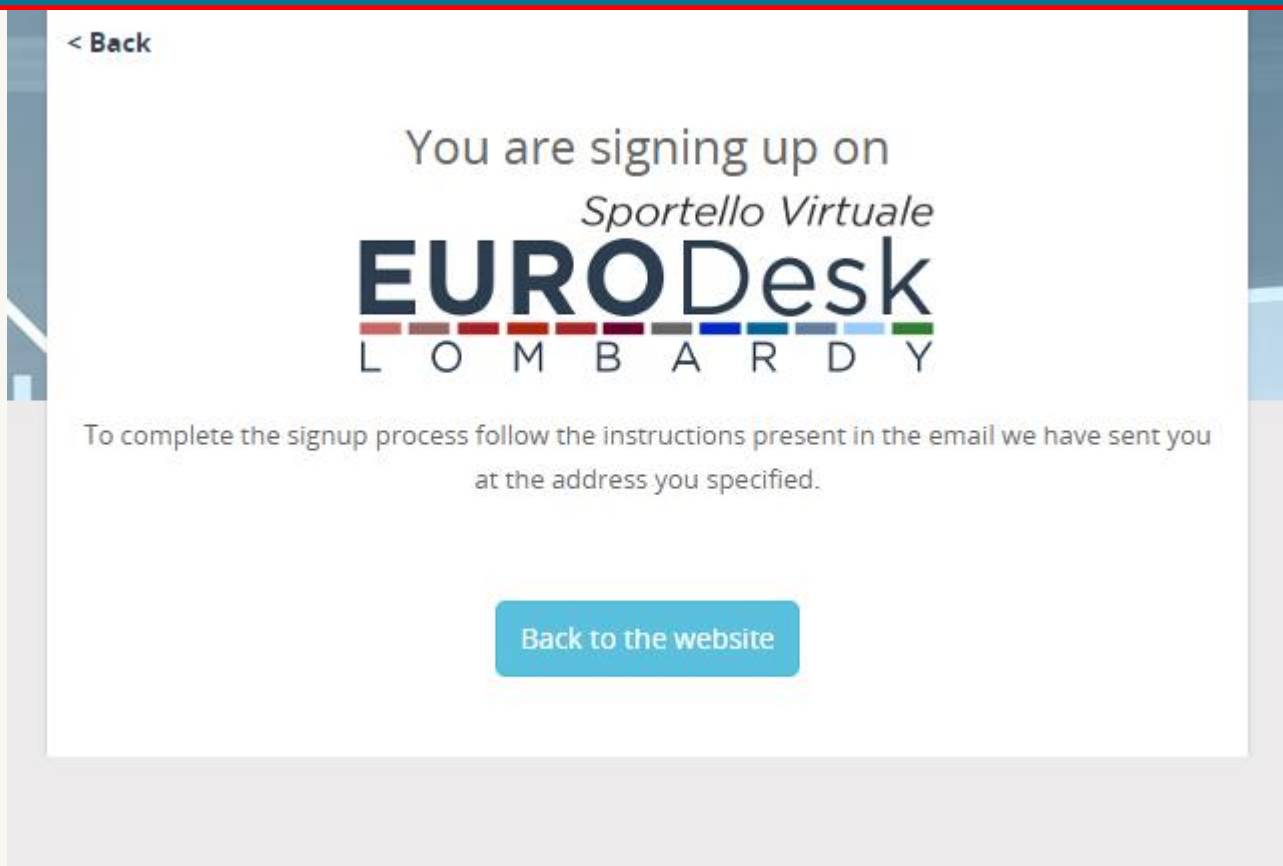 < Back
You are signing up on
Sportello Virtuale
EURODesk
LOMBARDY
To complete the signup process follow the instructions present in the email we have sent you
at the address you specified.
Back to the website